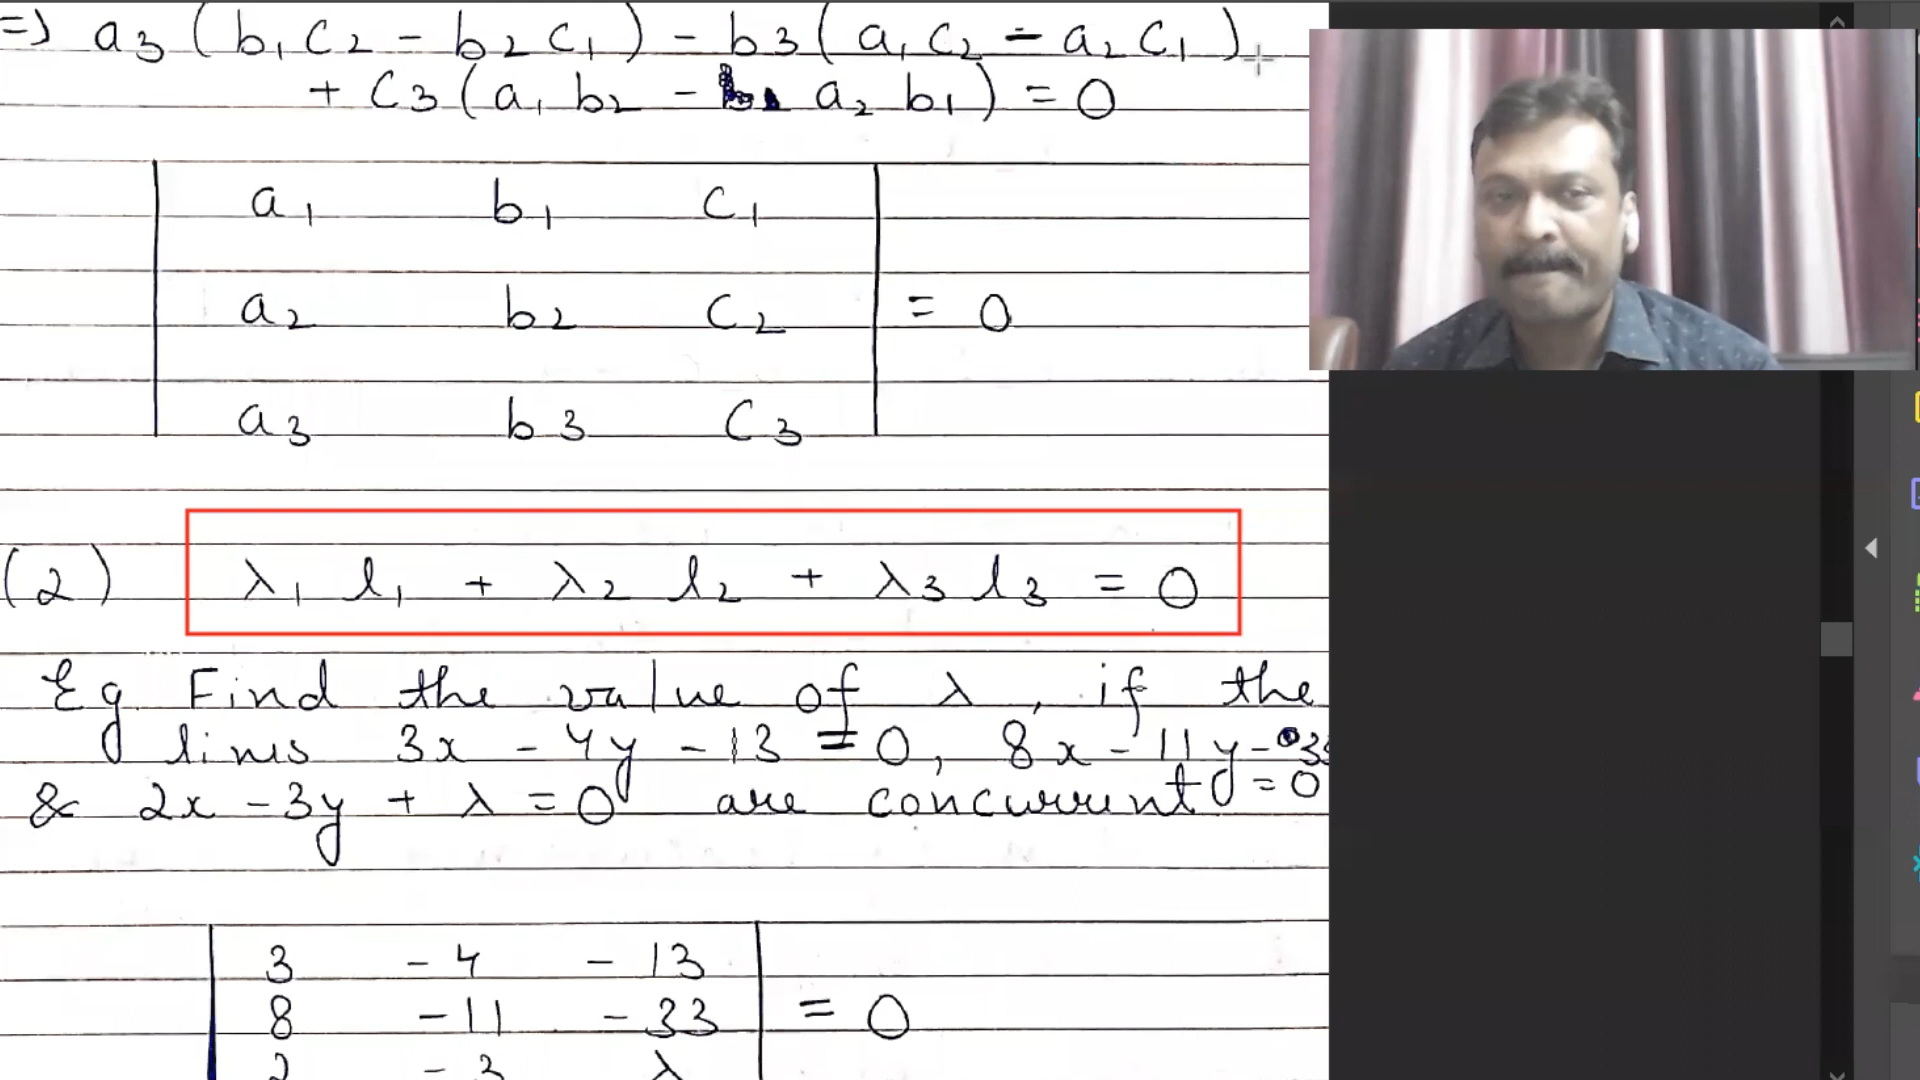 => a3 (b1c2 - b2c1) - b3(a1c2 - a2c1)
+ c3(a1b2 - a2b1) = 0
a1 b1 c1
a2 b2 c2 = 0
a3 b3 c3
(2) λ1 l1 + λ2 l2 + λ3 l3 = 0
Eg Find the value of λ, if the
lines 3x - 4y - 13 = 0, 8x - 11y - 33
= 0
& 2x - 3y + λ = 0 are concurrent
3 -4 -13
8 -11 -33 = 0
2 -3 λ